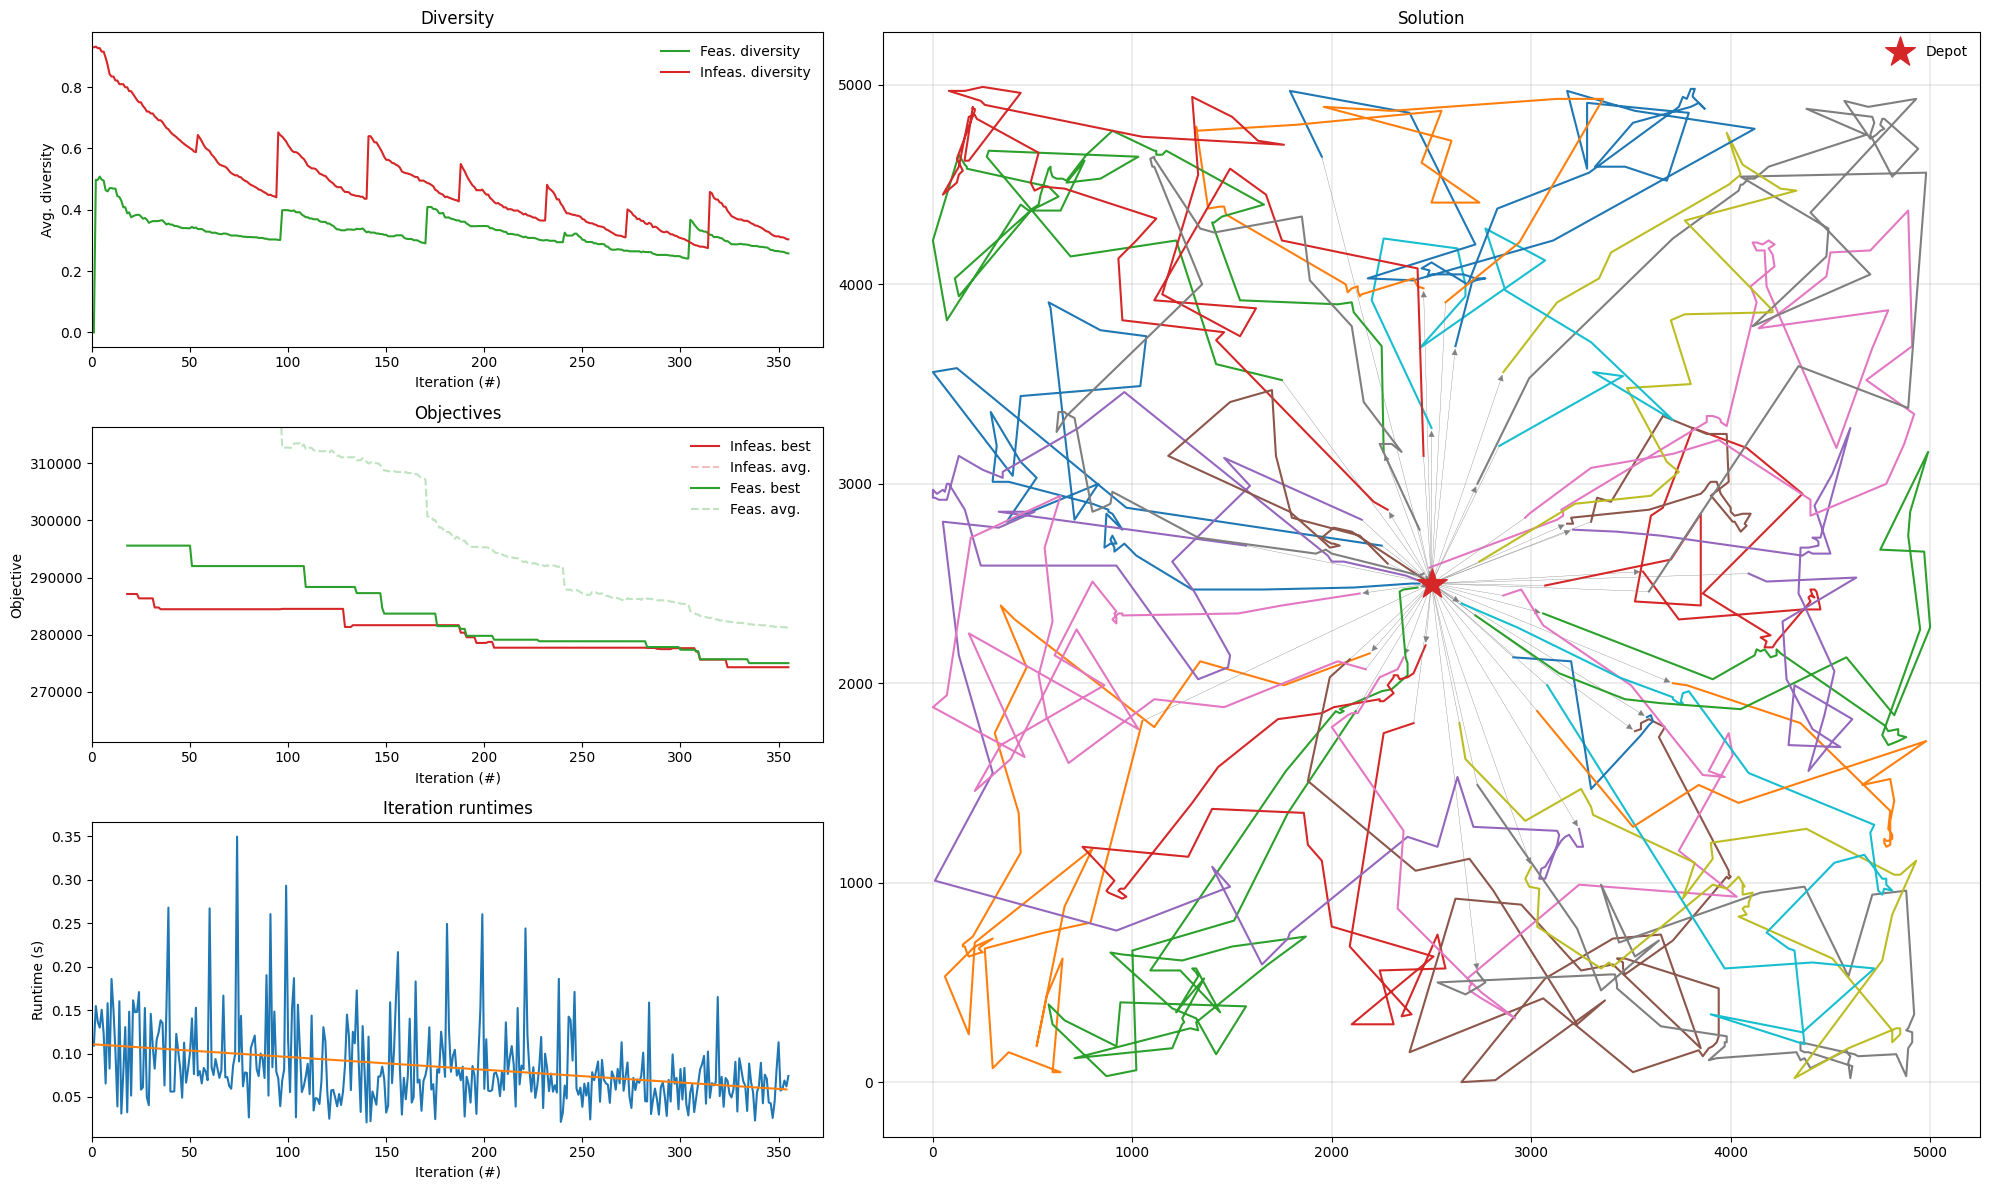 Diversity
Feas. diversity
Infeas. diversity
Avg. diversity
0.8
0.6
0.4
0.2
0.0
0 50 100 150 200 250 300 350
Iteration (#)
Objectives
Infeas. best
Infeas. avg.
Feas. best
Feas. avg.
Objective
310000
300000
290000
280000
270000
0 50 100 150 200 250 300 350
Iteration (#)
Iteration runtimes
Runtime (s)
0.35
0.30
0.25
0.20
0.15
0.10
0.05
0 50 100 150 200 250 300 350
Iteration (#)
Solution
Depot
5000
4000
3000
2000
1000
0
0 1000 2000 3000 4000 5000